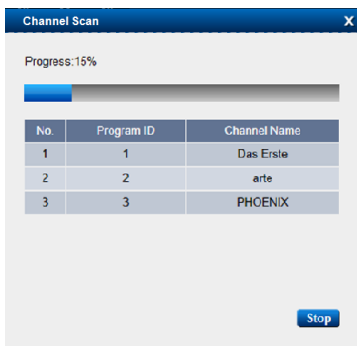 Channel Scan X
Progress:15%
No. Program ID Channel Name
1 1 Das Erste
2 2 arte
3 3 PHOENIX
Stop